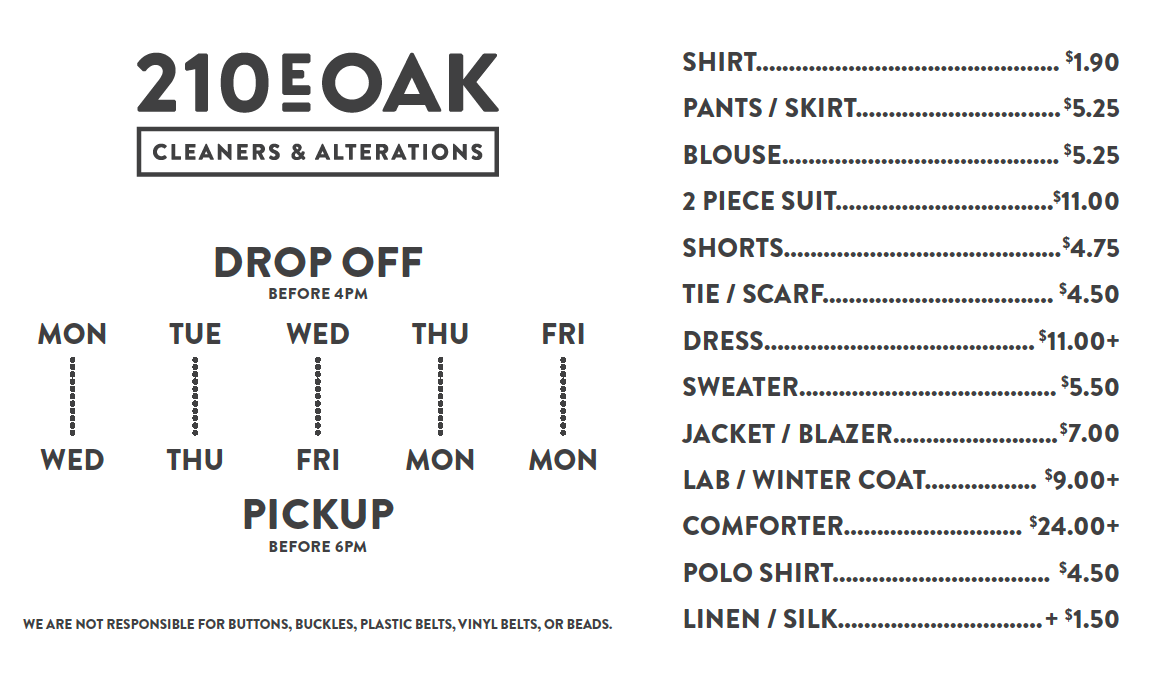 210 E OAK
CLEANERS & ALTERATIONS
DROP OFF
BEFORE 4PM
MON TUE WED THU FRI
WED THU FRI MON MON
PICKUP
BEFORE 6PM
WE ARE NOT RESPONSIBLE FOR BUTTONS, BUCKLES, PLASTIC BELTS, VINYL BELTS, OR BEADS.
SHIRT.............................................. $1.90
PANTS / SKIRT...............................$5.25
BLOUSE.......................................... $5.25
2 PIECE SUIT.................................$11.00
SHORTS..........................................$4.75
TIE / SCARF................................... $4.50
DRESS......................................... $11.00+
SWEATER....................................... $5.50
JACKET / BLAZER.........................$7.00
LAB / WINTER COAT................. $9.00+
COMFORTER........................... $24.00+
POLO SHIRT................................. $4.50
LINEN / SILK...............................+ $1.50